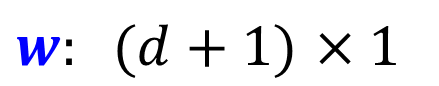 w: (d + 1) × 1